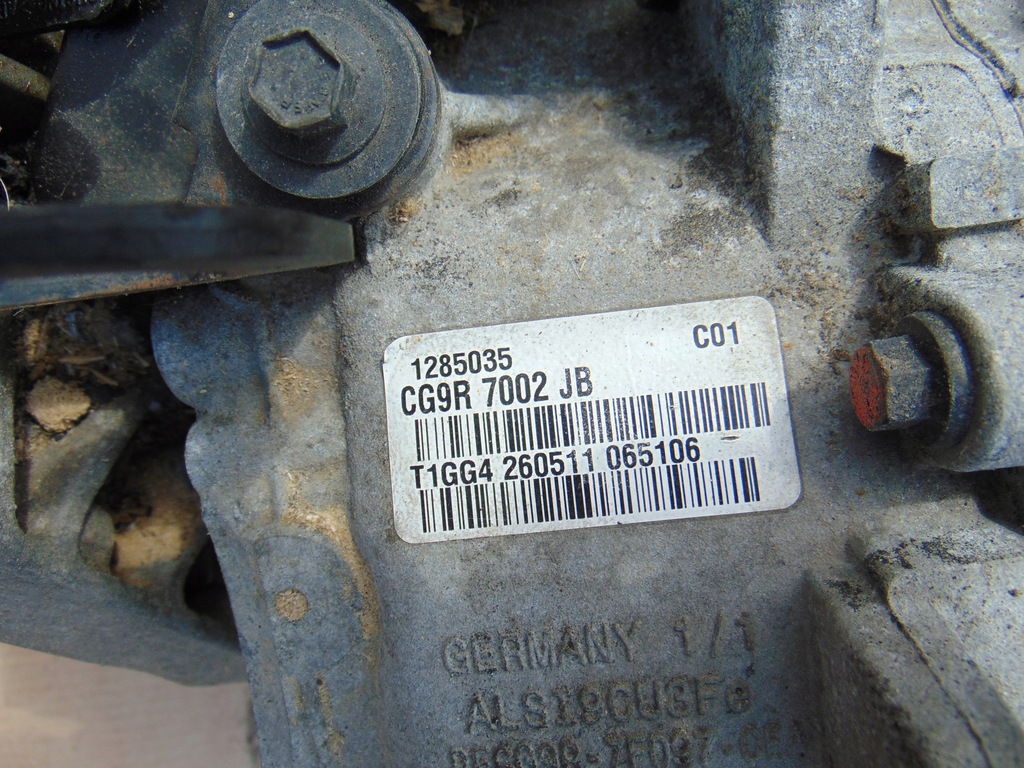 1285035 C01
CG9R 7002 JB
T1GG4 260511 065106
GERMANY 1/1